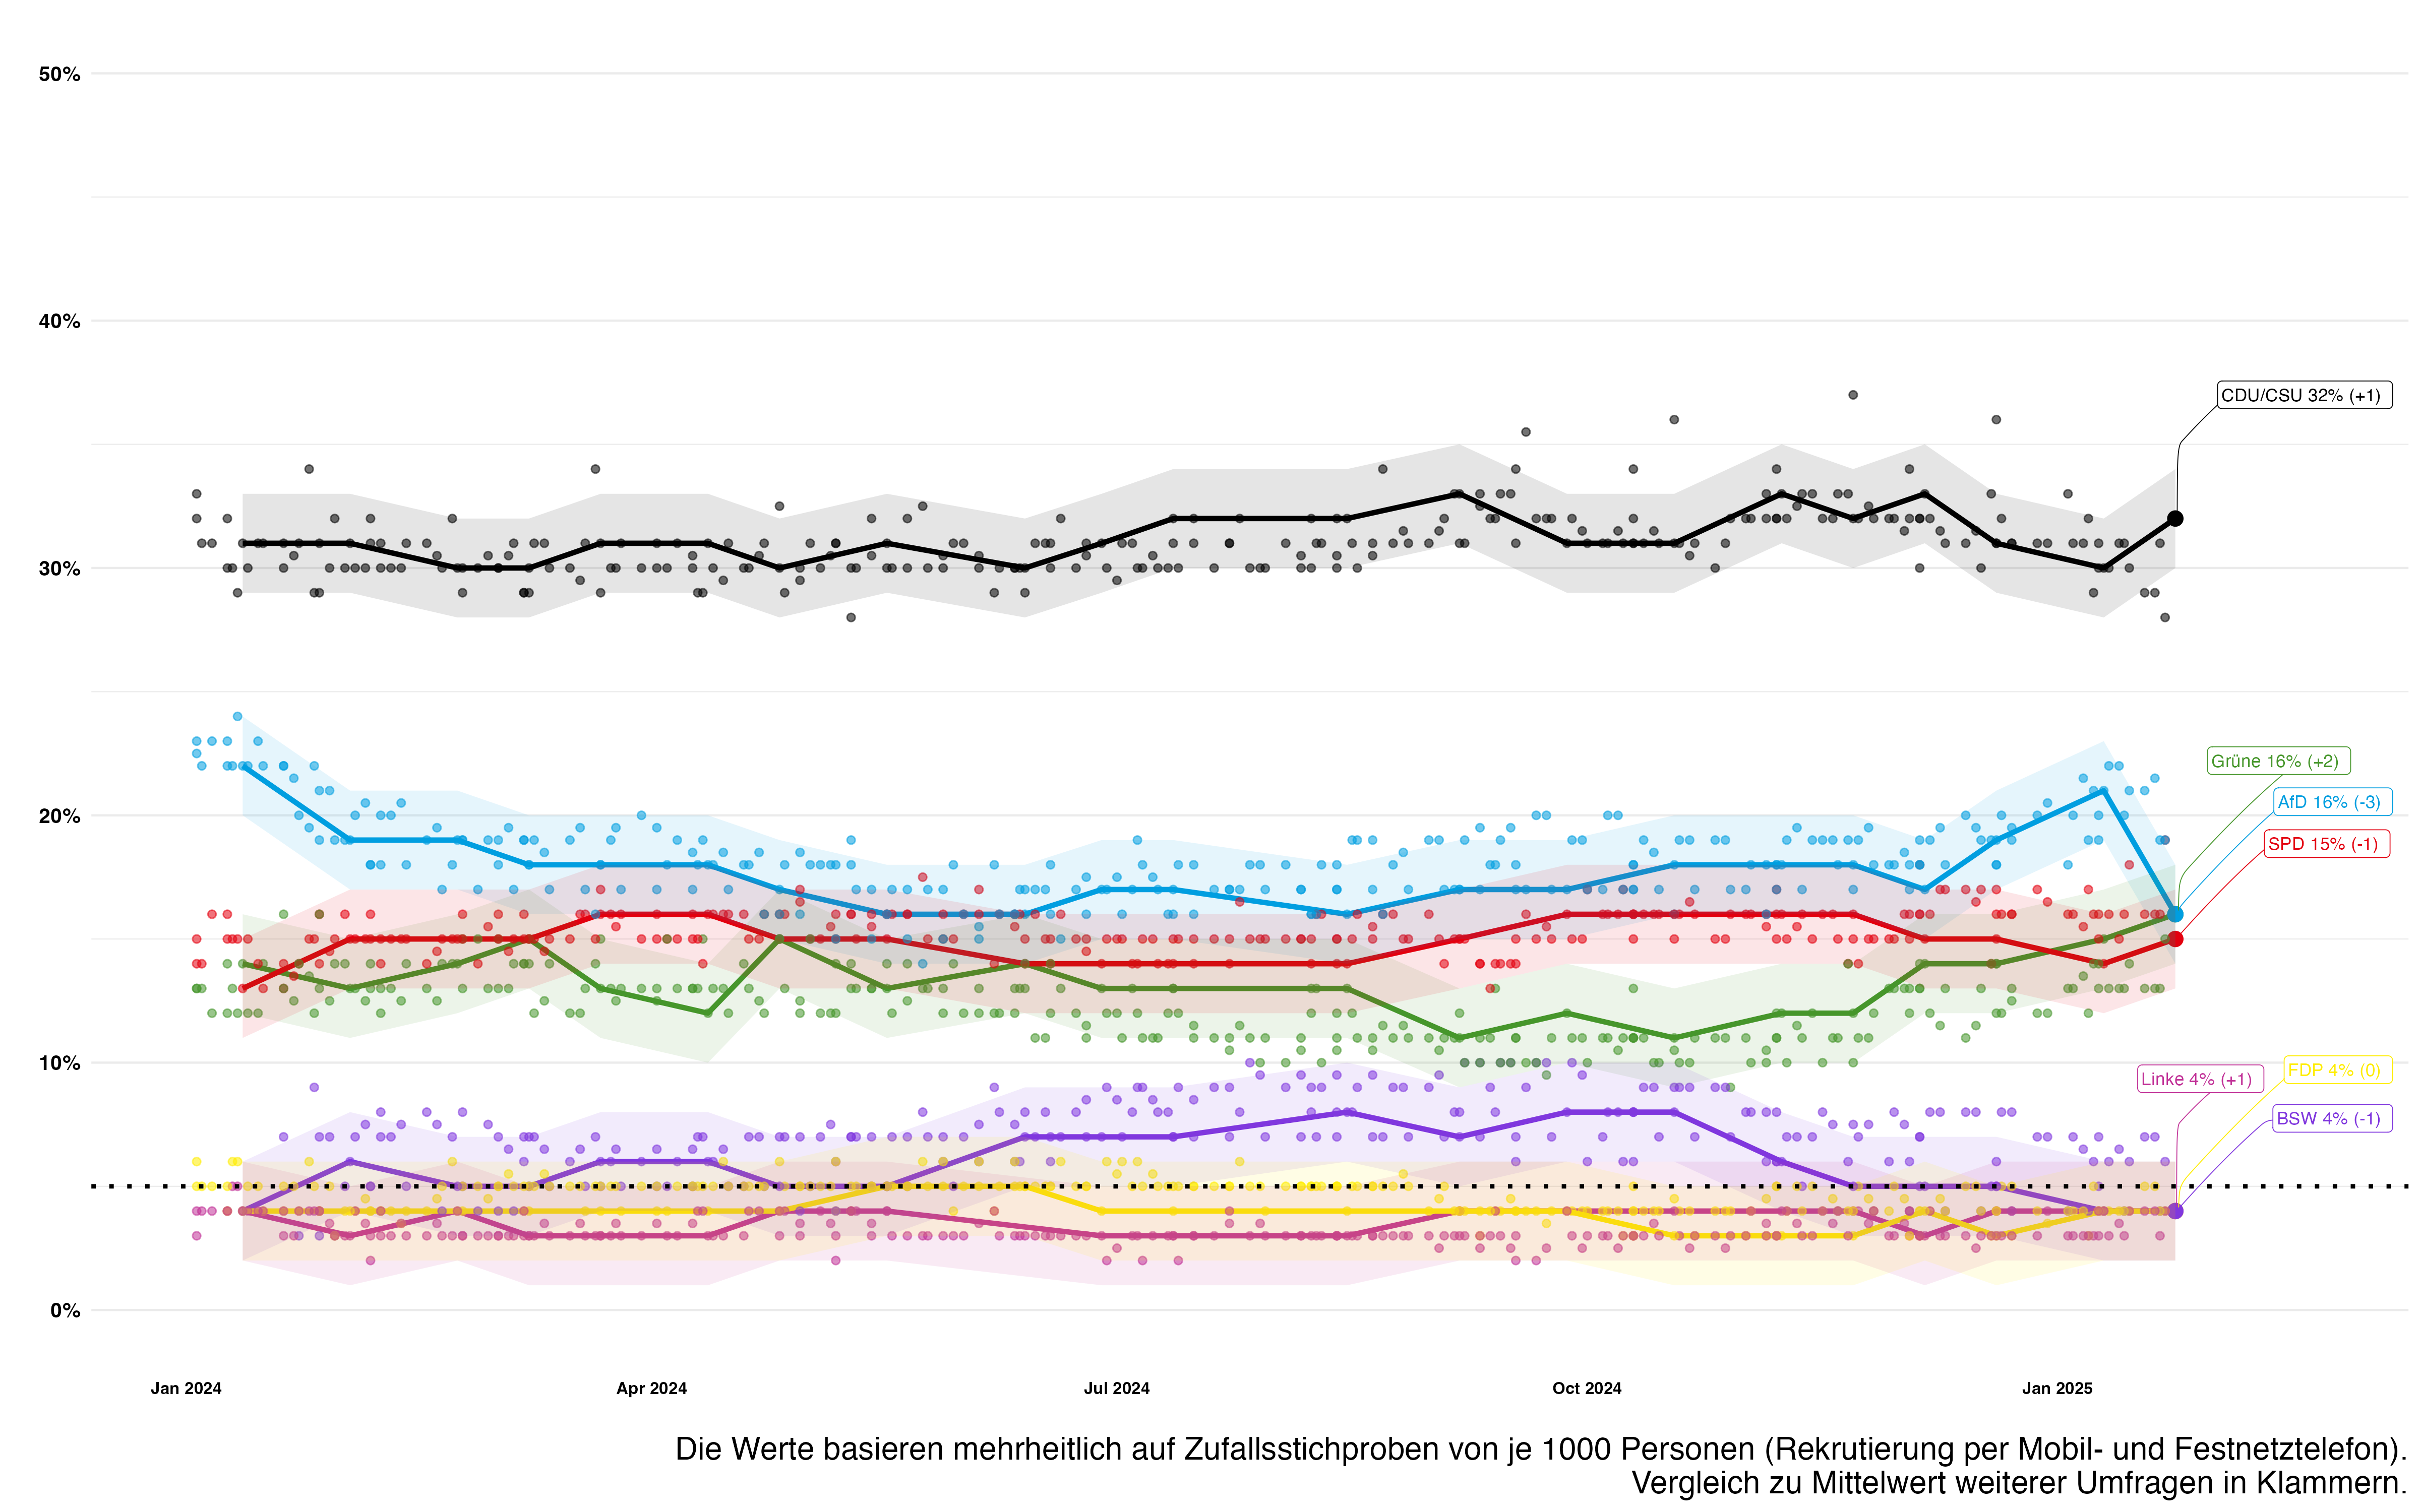 50%
40%
30%
20%
10%
0%
CDU/CSU 32% (+1)
Grüne 16% (+2)
AfD 16% (-3)
SPD 15% (-1)
FDP 4% (0)
Linke 4% (+1)
BSW 4% (-1)
Jan 2024
Apr 2024
Jul 2024
Oct 2024
Jan 2025
Die Werte basieren mehrheitlich auf Zufallsstichproben von je 1000 Personen (Rekrutierung per Mobil- und Festnetztelefon).
Vergleich zu Mittelwert weiterer Umfragen in Klammern.